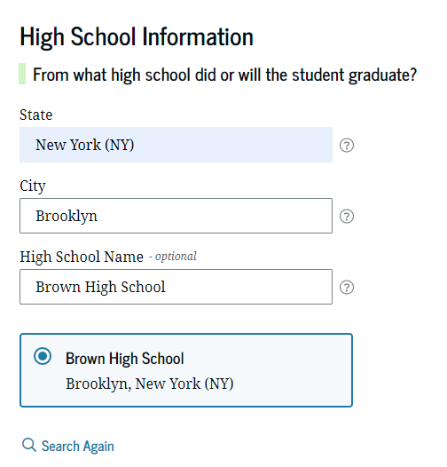 High School Information
From what high school did or will the student graduate?
State
New York (NY)
City
Brooklyn
High School Name - optional
Brown High School
Brown High School
Brooklyn, New York (NY)
Search Again